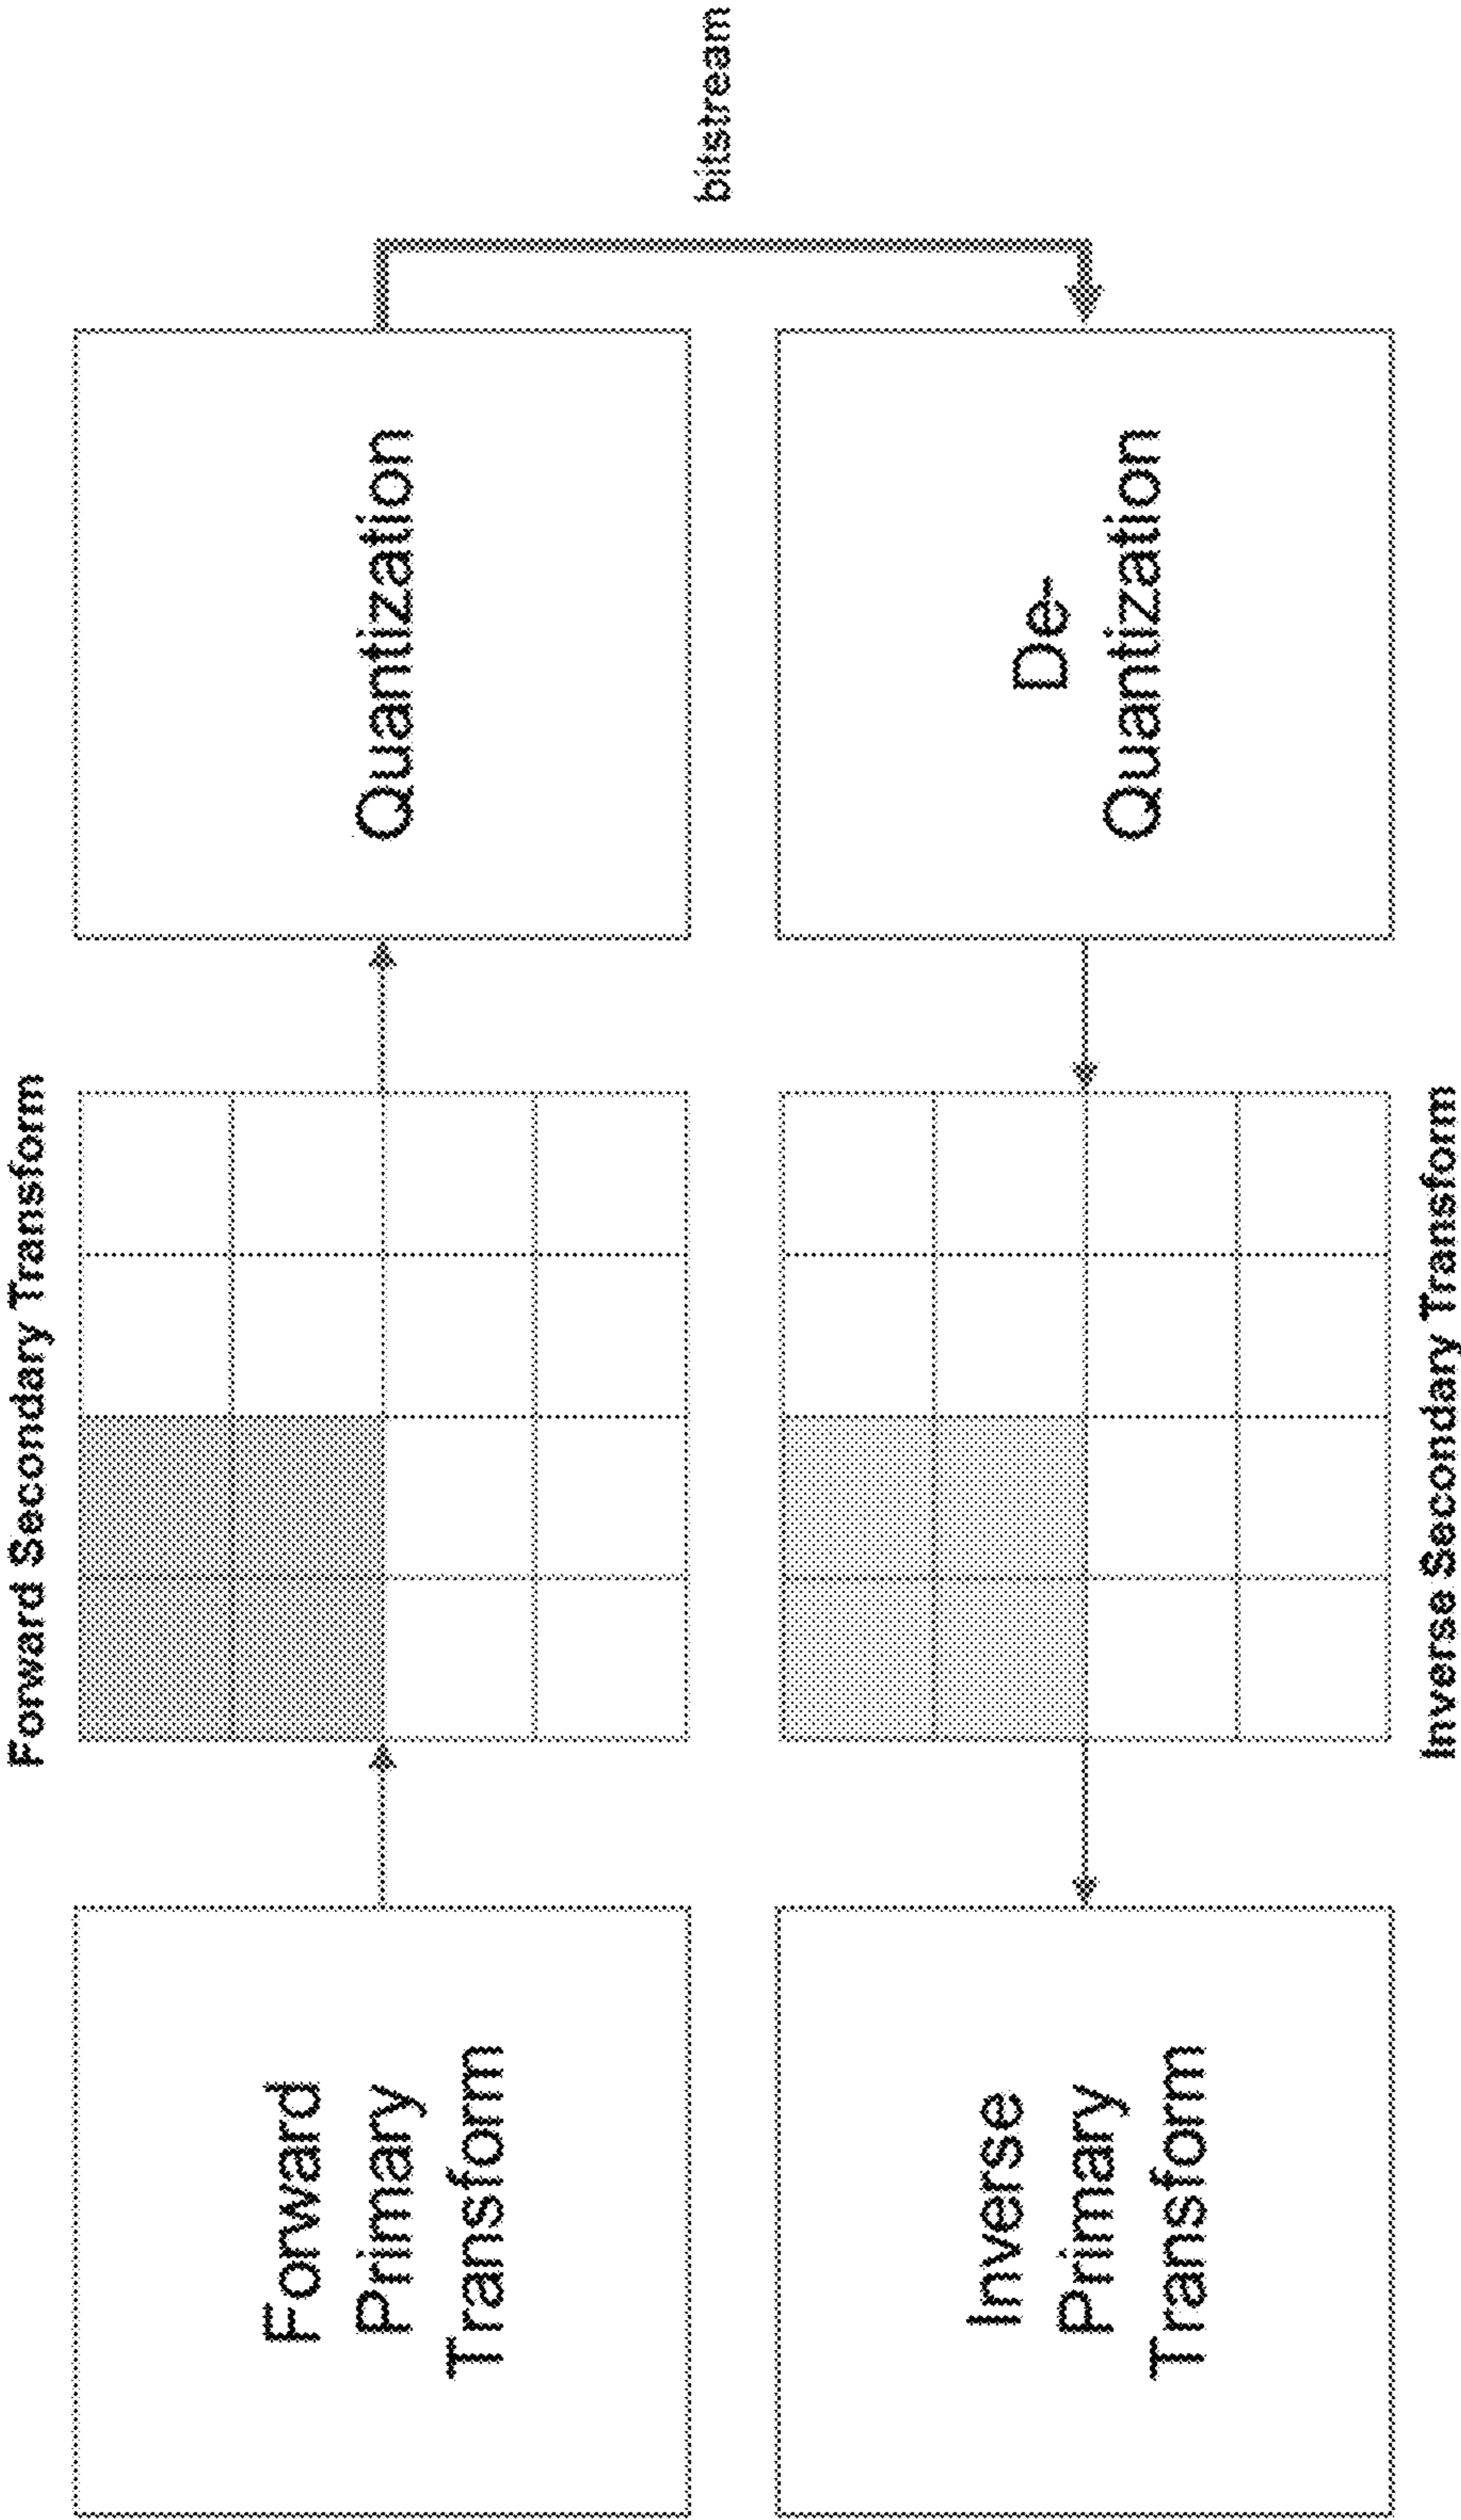 Forward Secondary Transform
Forward
Primary
Transform
Quantization
bitstream
Inverse
Primary
Transform
De-
Quantization
Inverse Secondary Transform